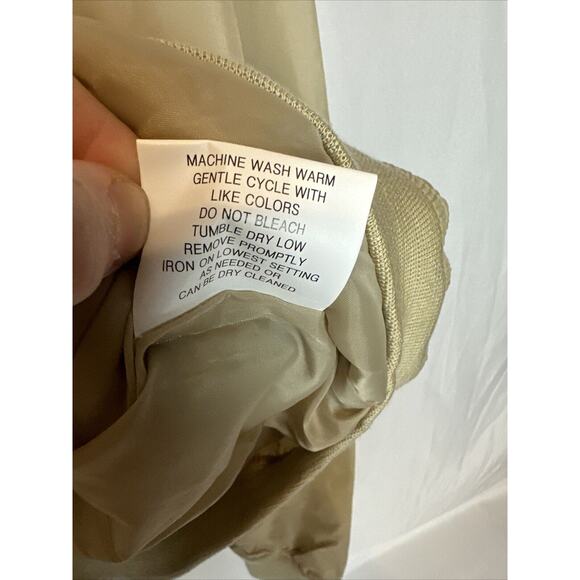 MACHINE WASH WARM
GENTLE CYCLE WITH
LIKE COLORS
DO NOT BLEACH
TUMBLE DRY LOW
REMOVE PROMPTLY
IRON ON LOWEST SETTING
AS NEEDED OR
CAN BE DRY CLEANED